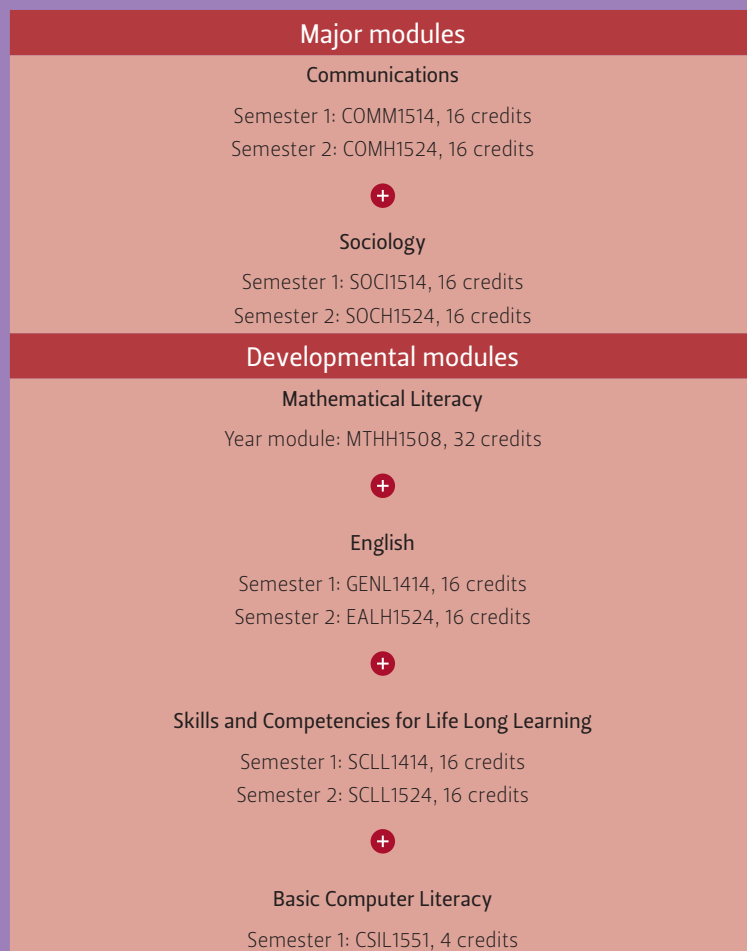 Major modules
Communications
Semester 1: COMM1514, 16 credits
Semester 2: COMH1524, 16 credits
+
Sociology
Semester 1: SOCI1514, 16 credits
Semester 2: SOCH1524, 16 credits
Developmental modules
Mathematical Literacy
Year module: MTHH1508, 32 credits
+
English
Semester 1: GENL1414, 16 credits
Semester 2: EALH1524, 16 credits
+
Skills and Competencies for Life Long Learning
Semester 1: SCLL1414, 16 credits
Semester 2: SCLL1524, 16 credits
+
Basic Computer Literacy
Semester 1: CSIL1551, 4 credits